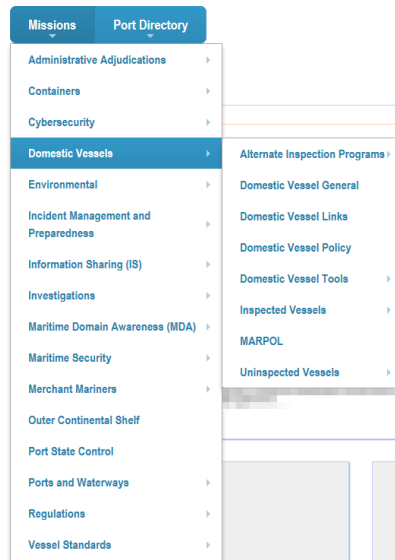 Missions
Port Directory
Administrative Adjudications
Containers
Cybersecurity
Domestic Vessels
Environmental
Incident Management and
Preparedness
Information Sharing (IS)
Investigations
Maritime Domain Awareness (MDA)
Maritime Security
Merchant Mariners
Outer Continental Shelf
Port State Control
Ports and Waterways
Regulations
Vessel Standards
Alternate Inspection Programs
Domestic Vessel General
Domestic Vessel Links
Domestic Vessel Policy
Domestic Vessel Tools
Inspected Vessels
MARPOL
Uninspected Vessels